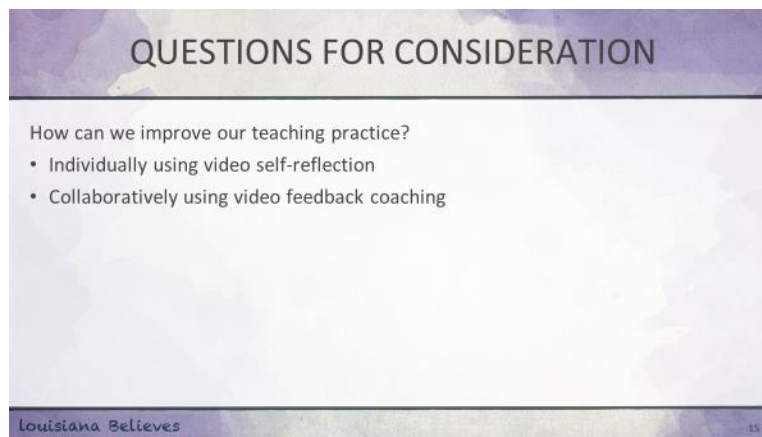 QUESTIONS FOR CONSIDERATION
How can we improve our teaching practice?
• Individually using video self-reflection
• Collaboratively using video feedback coaching
Louisiana Believes
15